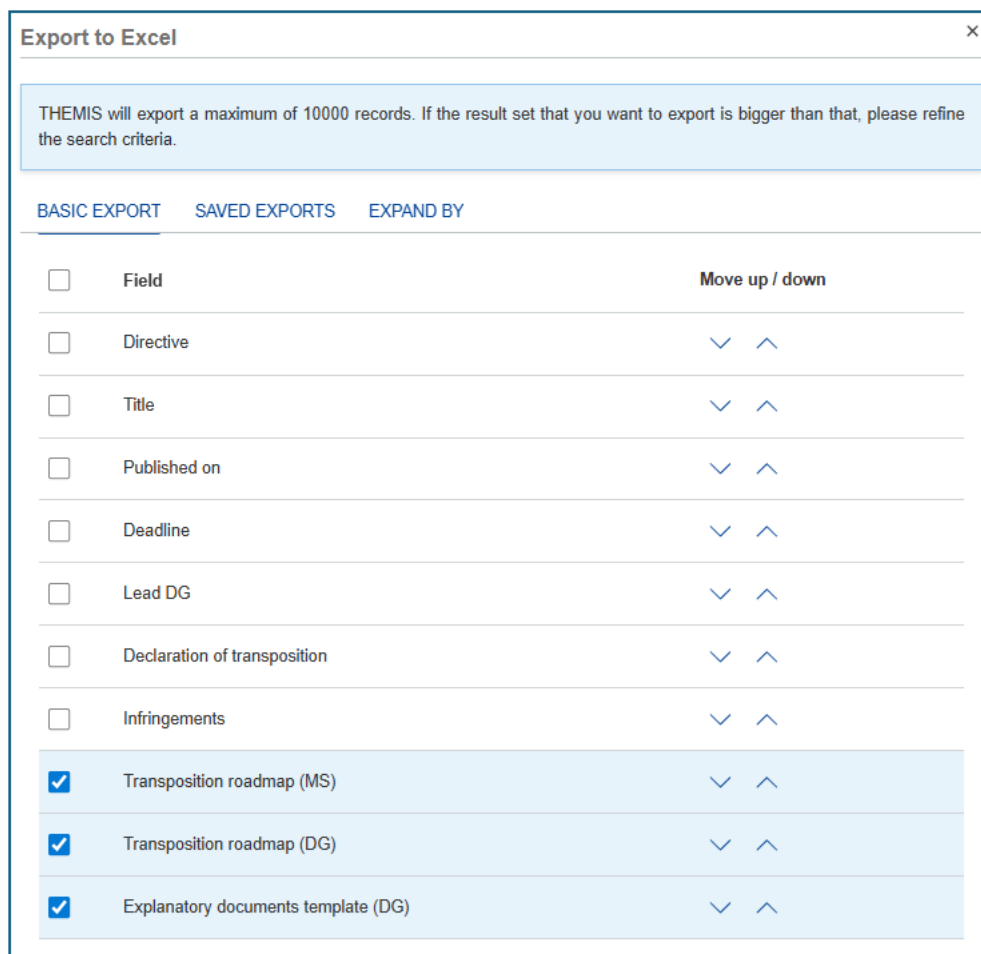 Export to Excel
THEMIS will export a maximum of 10000 records. If the result set that you want to export is bigger than that, please refine
the search criteria.
BASIC EXPORT SAVED EXPORTS EXPAND BY
Field Move up / down
Directive
Title
Published on
Deadline
Lead DG
Declaration of transposition
Infringements
Transposition roadmap (MS)
Transposition roadmap (DG)
Explanatory documents template (DG)